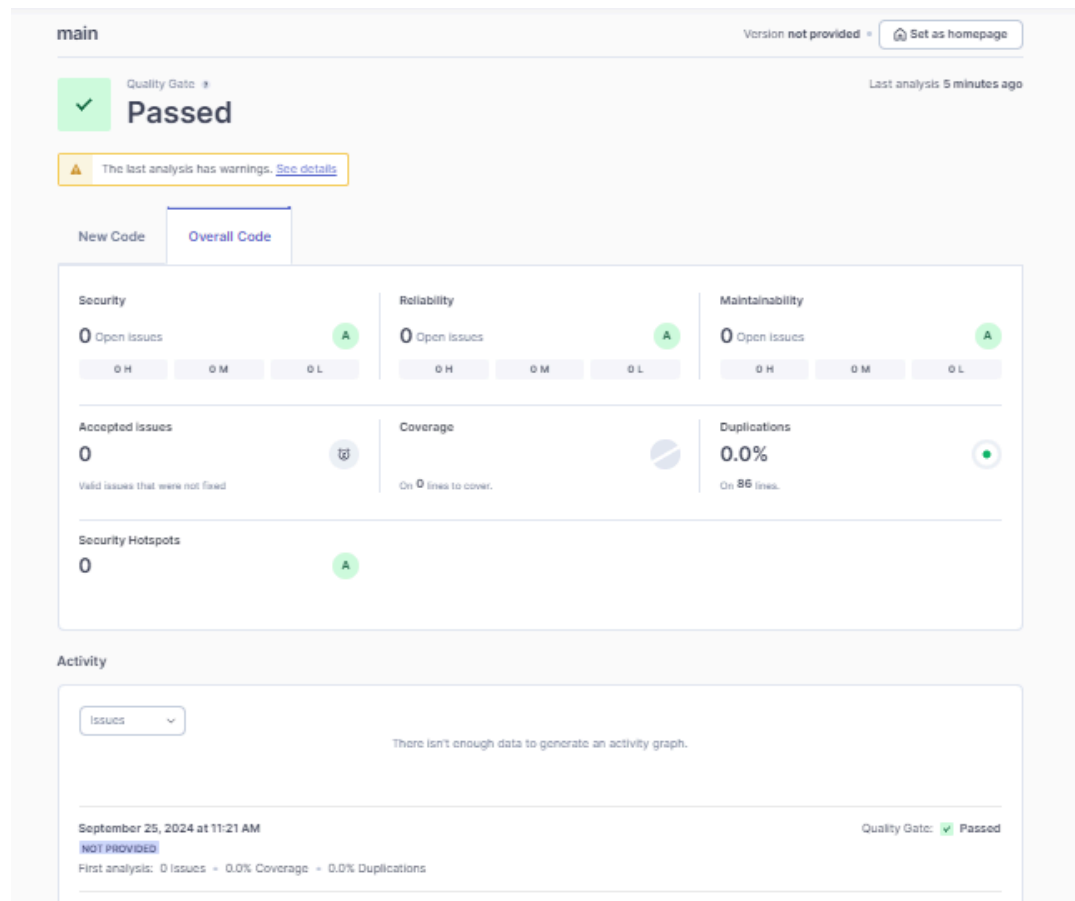 main
Version not provided
Set as homepage
Quality Gate
Last analysis 5 minutes ago
Passed
The last analysis has warnings. See details
New Code
Overall Code
Security
Reliability
Maintainability
0 Open issues
A
0 Open issues
A
0 Open issues
A
0 H
0 M
0 L
0 H
0 M
0 L
0 H
0 M
0 L
Accepted issues
Coverage
Duplications
0
0.0%
Valid issues that were not fixed
On 0 lines to cover.
On 86 lines.
Security Hotspots
0
A
Activity
Issues
There isn't enough data to generate an activity graph.
September 25, 2024 at 11:21 AM
Quality Gate: Passed
NOT PROVIDED
First analysis: 0 Issues • 0.0% Coverage • 0.0% Duplications